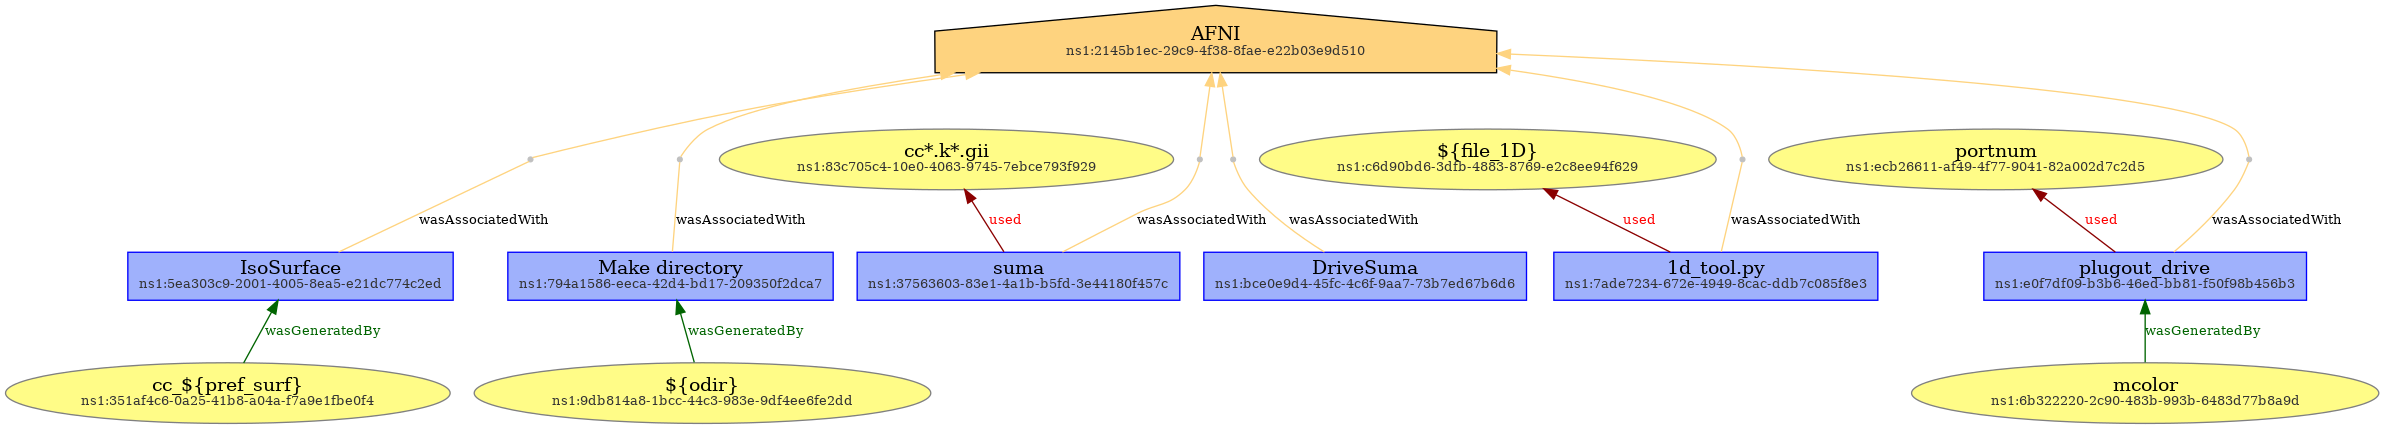 AFNI
ns1:2145b1ec-29c9-4f38-8fae-e22b03e9d510
cc*.k*.gii
ns1:83c705c4-10e0-4063-9745-7ebce793f929
${file_1D}
ns1:c6d90bd6-3dfb-4883-8769-e2c8ee94f629
portnum
ns1:ecb26611-af49-4f77-9041-82a002d7c2d5
wasAssociatedWith
wasAssociatedWith
used
wasAssociatedWith
wasAssociatedWith
used
wasAssociatedWith
used
wasAssociatedWith
IsoSurface
ns1:5ea303c9-2001-4005-8ea5-e21dc774c2ed
Make directory
ns1:794a1586-eeca-42d4-bd17-209350f2dca7
suma
ns1:37563603-83e1-4a1b-b5fd-3e44180f457c
DriveSuma
ns1:bce0e9d4-45fc-4c6f-9aa7-73b7ed67b6d6
1d_tool.py
ns1:7ade7234-672e-4949-8cac-ddb7c085f8e3
plugout_drive
ns1:e0f7df09-b3b6-46ed-bb81-f50f98b456b3
wasGeneratedBy
wasGeneratedBy
wasGeneratedBy
cc_${pref_surf}
ns1:351af4c6-0a25-41b8-a04a-f7a9e1fbe0f4
${odir}
ns1:9db814a8-1bcc-44c3-983e-9df4ee6fe2dd
mcolor
ns1:6b322220-2c90-483b-993b-6483d77b8a9d